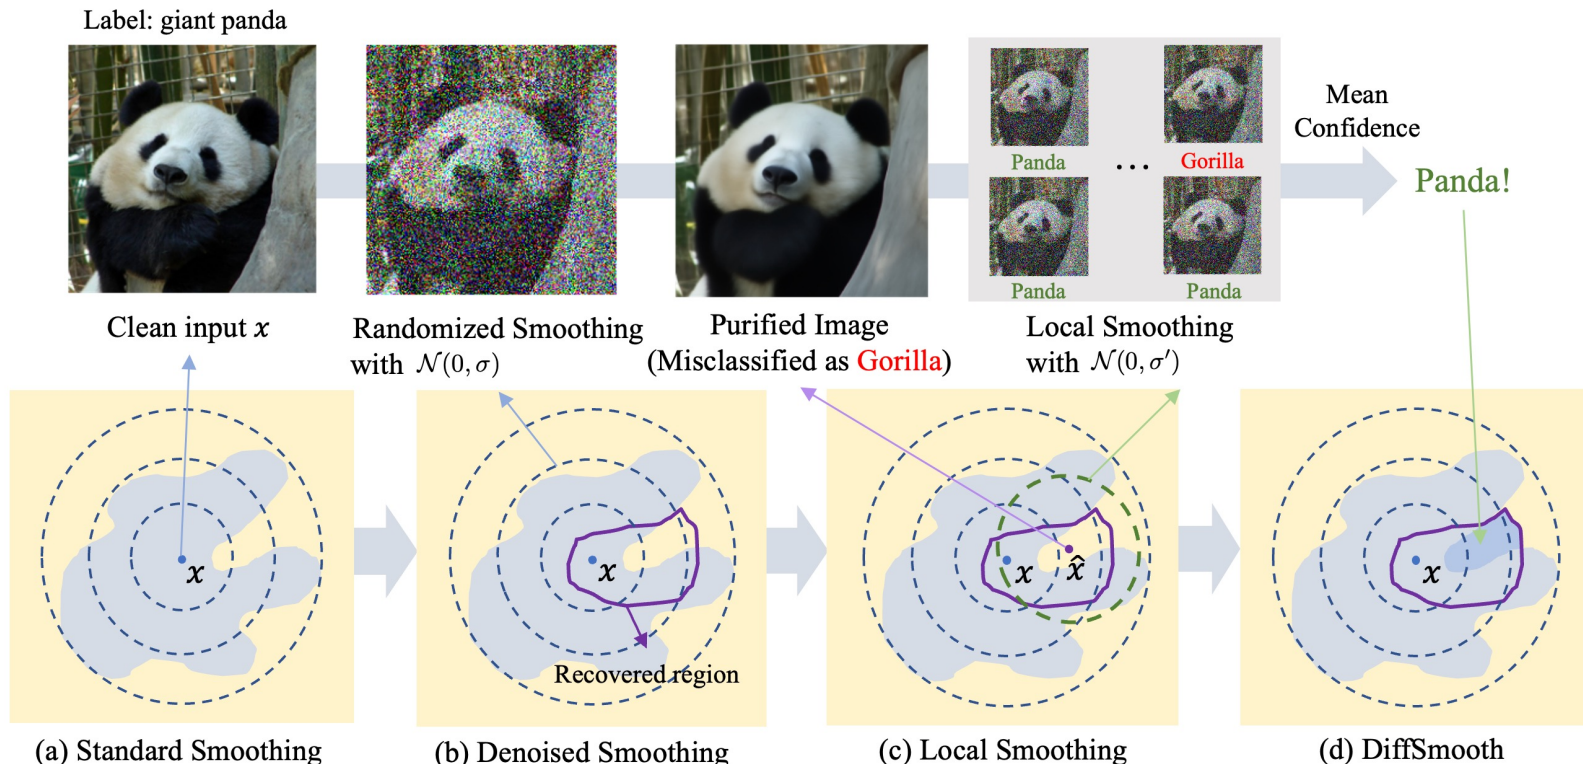 Label: giant panda
Panda
...
Gorilla
Panda
Panda
Mean
Confidence
Panda!
Clean input x
Randomized Smoothing
with 𝒩(0, σ)
Purified Image
(Misclassified as Gorilla)
Local Smoothing
with 𝒩(0, σ′)
x
x
Recovered region
x
x̂
x
(a) Standard Smoothing
(b) Denoised Smoothing
(c) Local Smoothing
(d) DiffSmooth